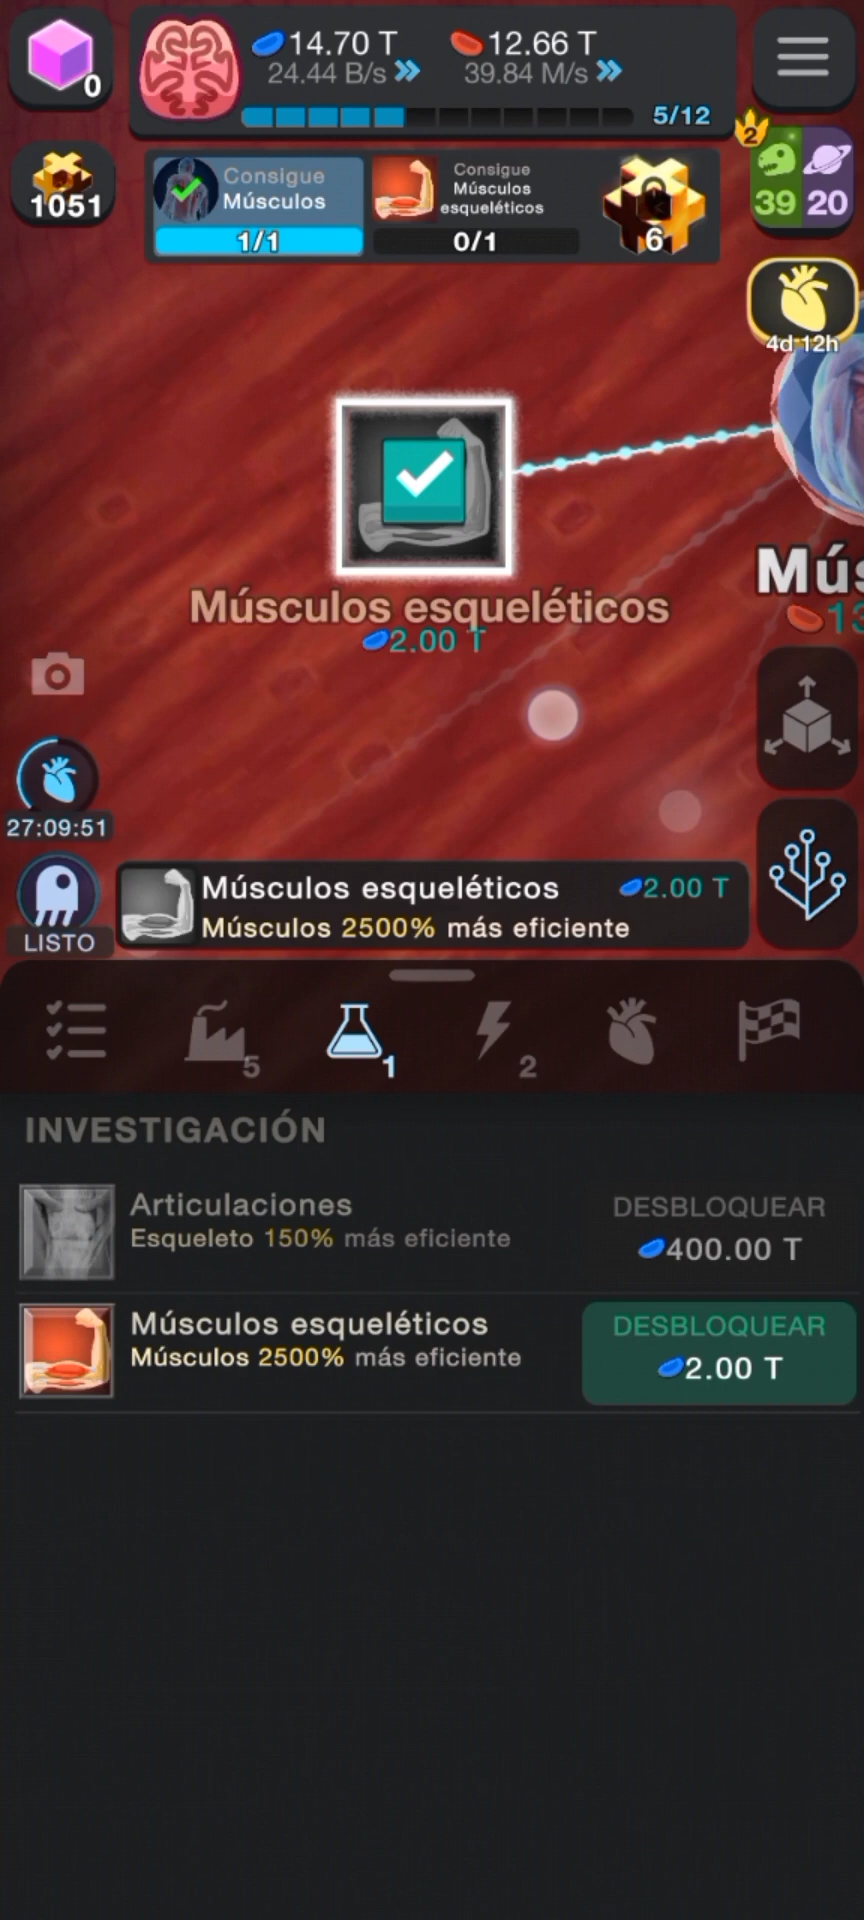 0
14.70 T
12.66 T
24.44 B/s
39.84 M/s
5/12
1051
Consigue
Músculos
1/1
Consigue
Músculos
esqueléticos
0/1
6
2
39 20
4d 12h
Músculos esqueléticos
2.00 T
Mús
13
27:09:51
LISTO
Músculos esqueléticos 2.00 T
Músculos 2500% más eficiente
5
1
2
INVESTIGACIÓN
Articulaciones
Esqueleto 150% más eficiente
DESBLOQUEAR
400.00 T
Músculos esqueléticos
Músculos 2500% más eficiente
DESBLOQUEAR
2.00 T